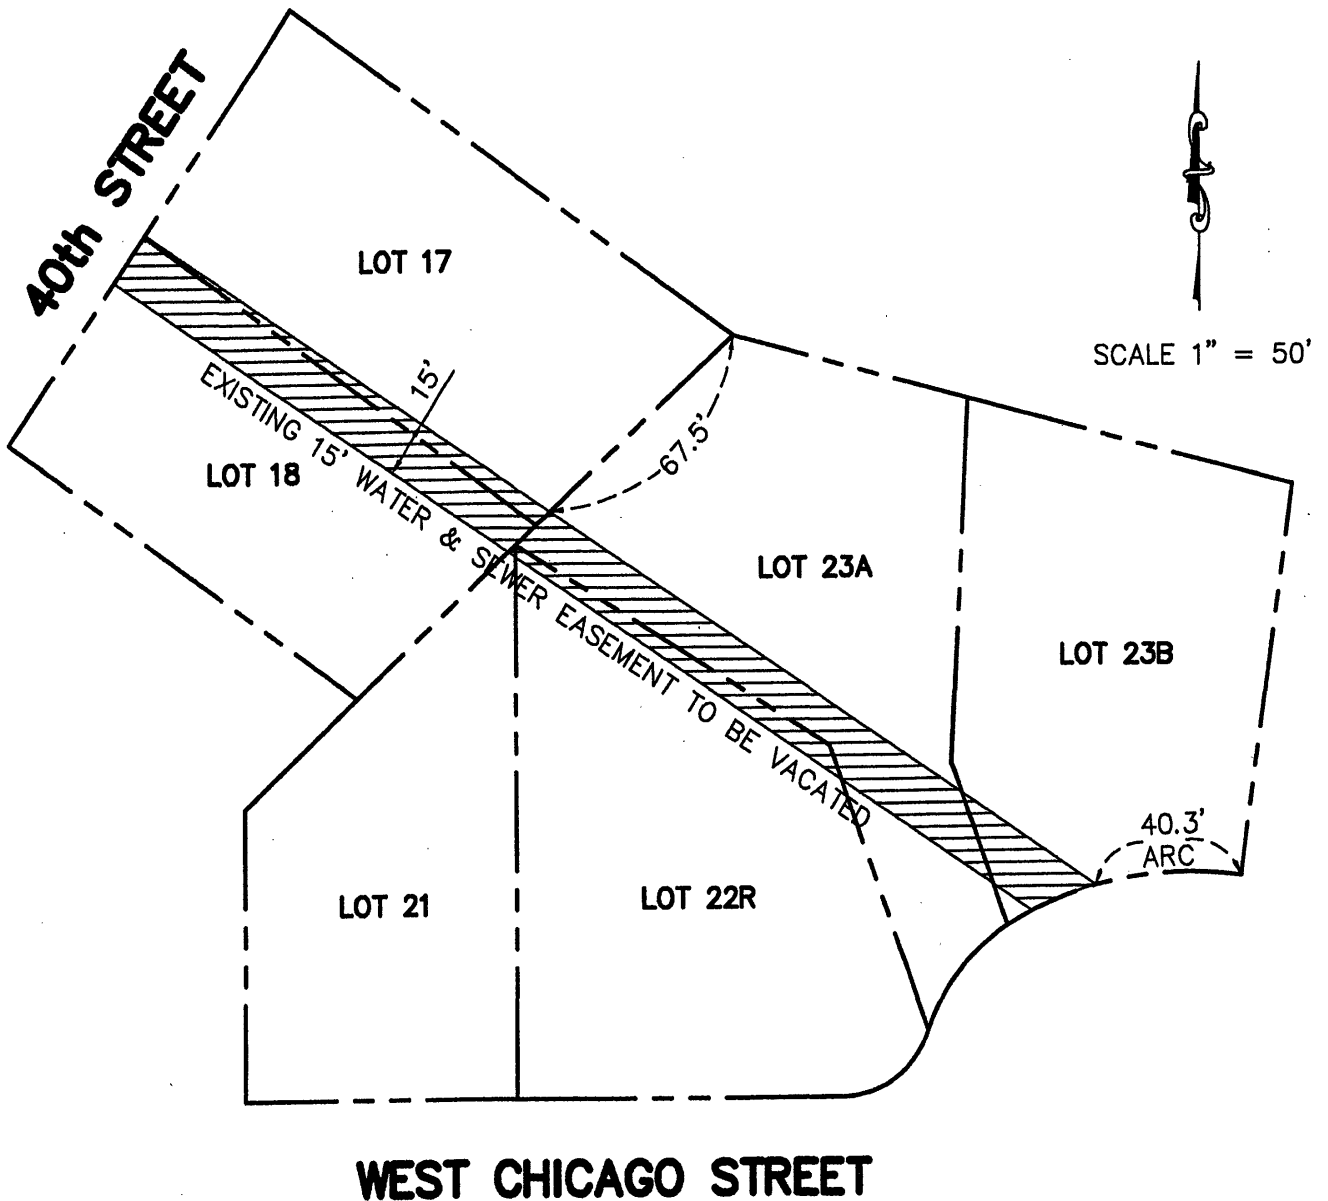 40th STREET
LOT 17
SCALE 1" = 50'
15'
67.5'
EXISTING 15' WATER & SEWER EASEMENT TO BE VACATED
LOT 18
LOT 23A
LOT 23B
40.3'
ARC
LOT 21
LOT 22R
WEST CHICAGO STREET